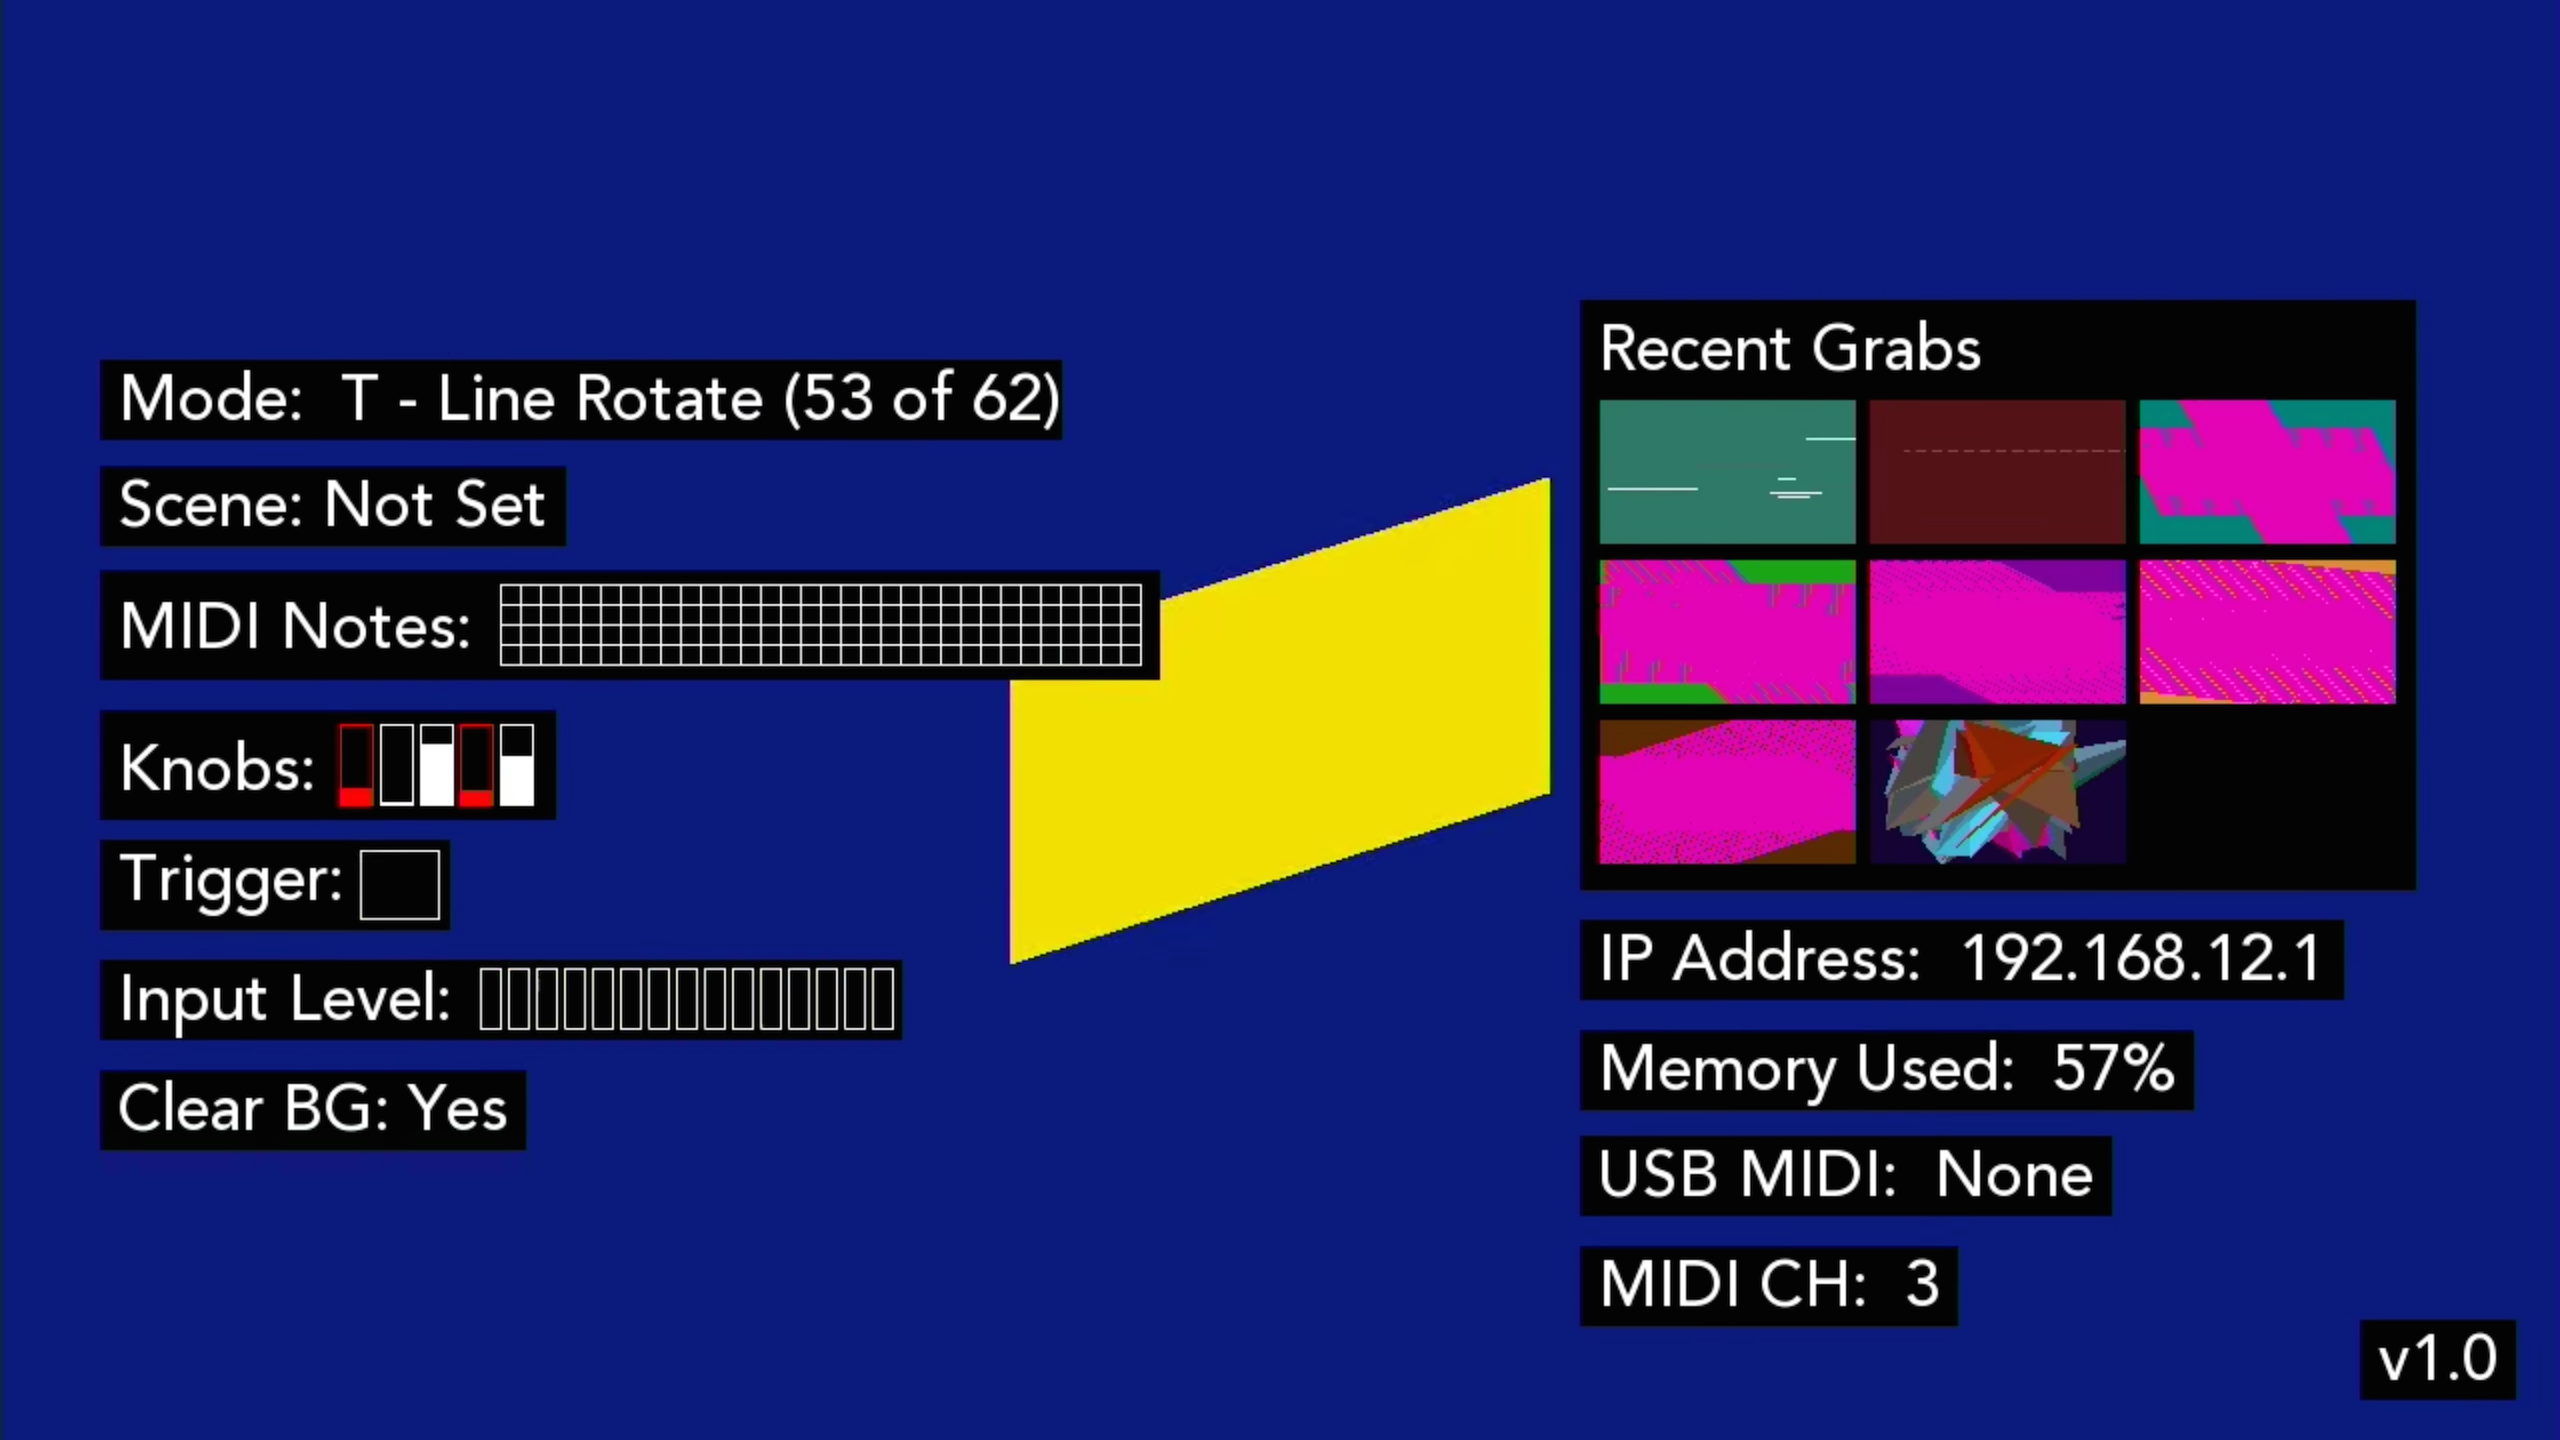 Mode: T - Line Rotate (53 of 62)
Scene: Not Set
MIDI Notes:
Knobs:
Trigger:
Input Level:
Clear BG: Yes
Recent Grabs
IP Address: 192.168.12.1
Memory Used: 57%
USB MIDI: None
MIDI CH: 3
v1.0